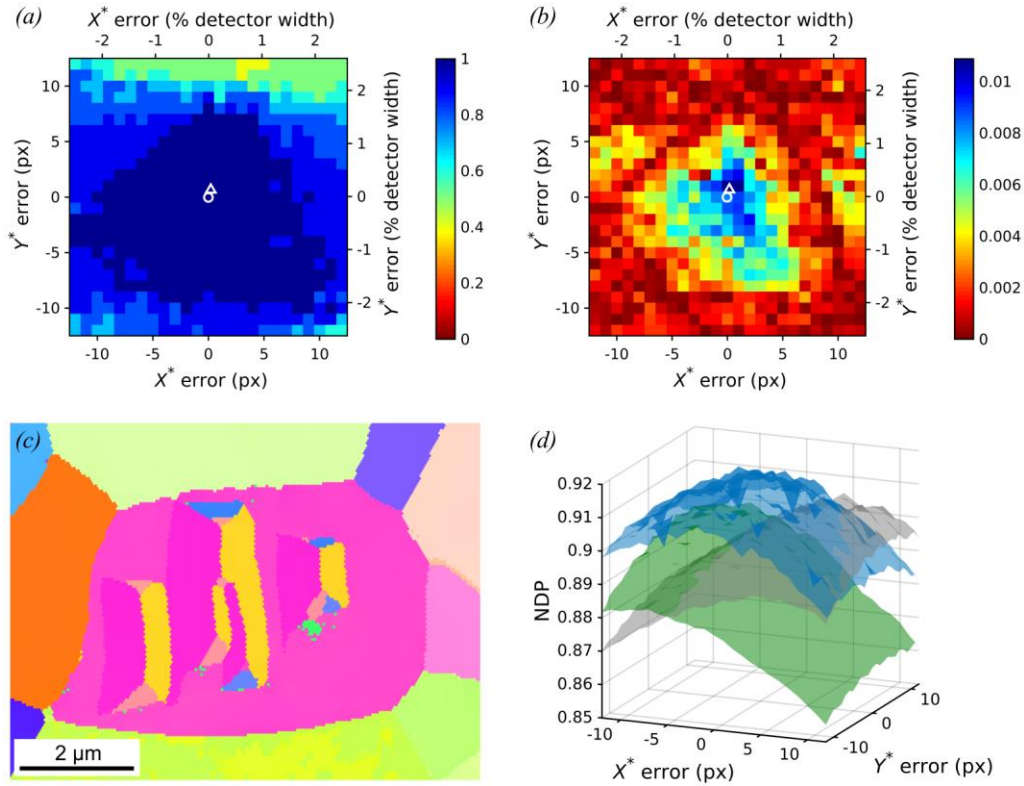 (a)
X* error (% detector width)
-2 -1 0 1 2
10
5
0
-5
-10
Y* error (px)
2
1
0
-1
-2
Y* error (% detector width)
-10 -5 0 5 10
X* error (px)
1
0.8
0.6
0.4
0.2
0
(b)
X* error (% detector width)
-2 -1 0 1 2
10
5
0
-5
-10
Y* error (px)
2
1
0
-1
-2
Y* error (% detector width)
-10 -5 0 5 10
X* error (px)
0.01
0.008
0.006
0.004
0.002
0
(c)
2 µm
(d)
0.92
0.91
0.9
0.89
0.88
0.87
0.86
0.85
NDP
-10 -5 0 5 10
X* error (px)
-10 0 10
Y* error (px)